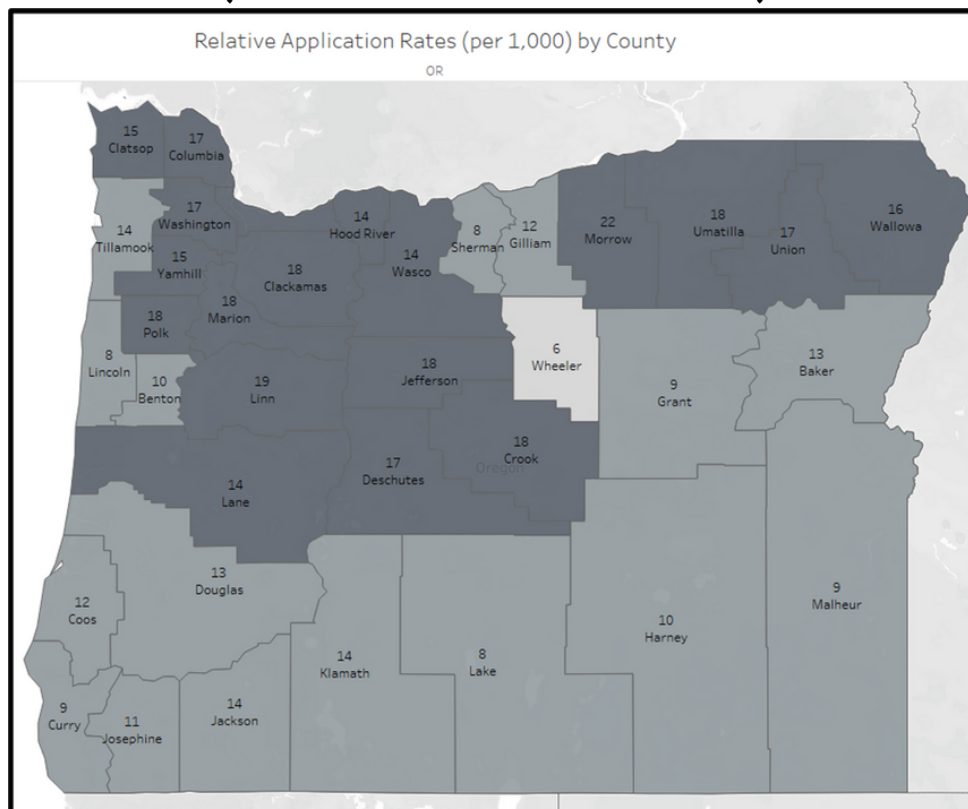 Relative Application Rates (per 1,000) by County
OR
15
Clatsop
17
Columbia
14
Tillamook
17
Washington
15
Yamhill
14
Hood River
14
Wasco
18
Clackamas
18
Marion
18
Polk
8
Sherman
12
Gilliam
22
Morrow
18
Umatilla
17
Union
16
Wallowa
8
Lincoln
10
Benton
19
Linn
18
Jefferson
6
Wheeler
9
Grant
13
Baker
14
Lane
17
Deschutes
18
Crook
Oregon
13
Douglas
12
Coos
9
Curry
11
Josephine
14
Jackson
14
Klamath
8
Lake
10
Harney
9
Malheur